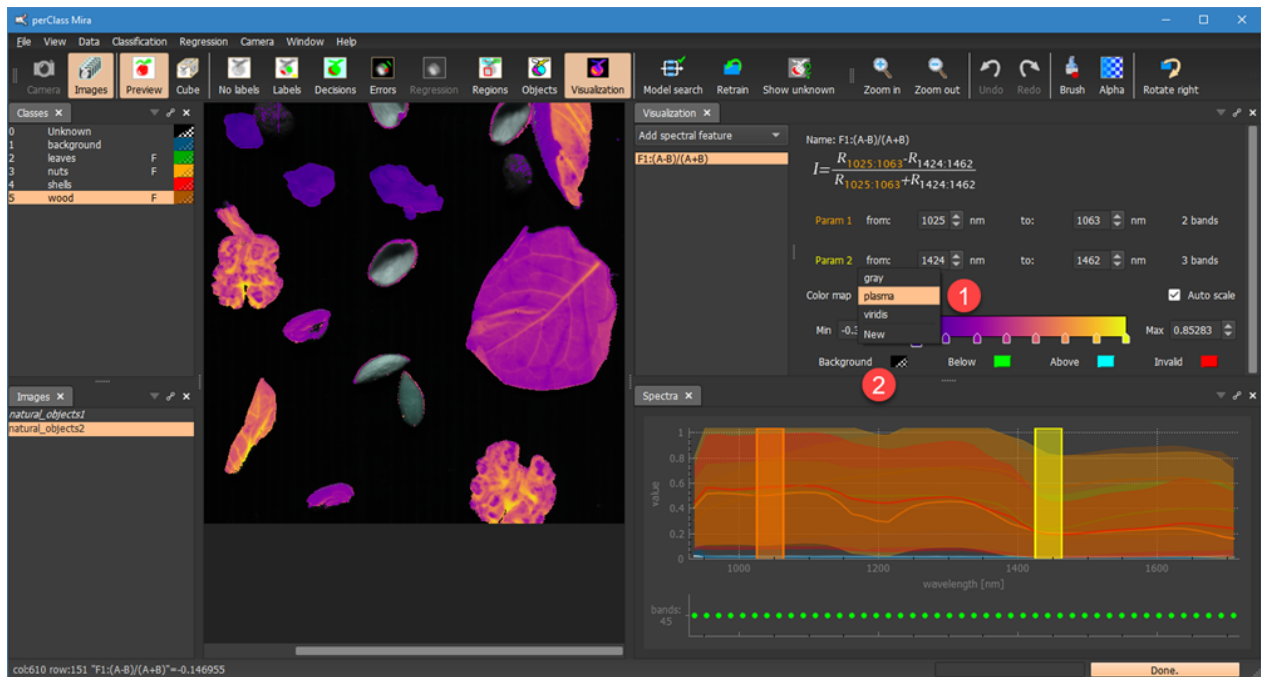 perClass Mira
File View Data Classification Regression Camera Window Help
Camera Images Preview Cube No labels Labels Decisions Errors Regression Regions Objects Visualization Model search Retrain Show unknown Zoom in Zoom out Undo Redo Brush Alpha Rotate right
Classes
0 Unknown
1 background
2 leaves F
3 nuts F
4 shells
5 wood F
Images
natural_objects1
natural_objects2
Visualization
Add spectral feature
F1:(A-B)/(A+B)
Name: F1:(A-B)/(A+B)
I= R1025:1063-R1424:1462
R1025:1063+R1424:1462
Param 1 from: 1025 nm to: 1063 nm 2 bands
Param 2 from: 1424 nm to: 1462 nm 3 bands
gray
Color map plasma 1 Auto scale
viridis
Min Max 0.85283
New
Background Below Above Invalid
2
Spectra
1
0.8
0.6
0.4
0.2
0
value
1000 1200 1400 1600
wavelength [nm]
bands:
45
col:610 row:151 "F1:(A-B)/(A+B)"=-0.146955
Done.